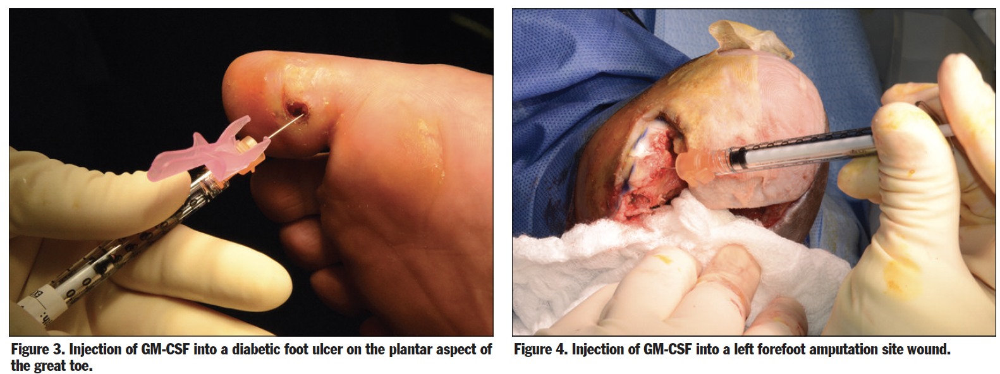 Figure 3. Injection of GM-CSF into a diabetic foot ulcer on the plantar aspect of
the great toe.
Figure 4. Injection of GM-CSF into a left forefoot amputation site wound.